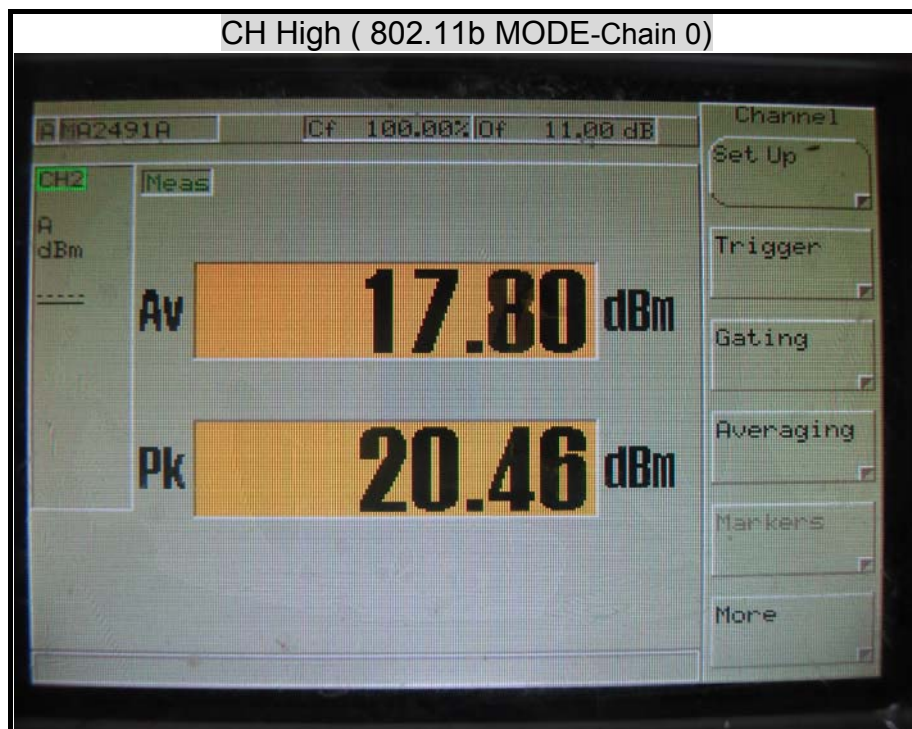 CH High ( 802.11b MODE-Chain 0)
A MA2491A Cf 100.00% Of 11.00 dB
Channel
Set Up
CH2 Meas
A
dBm
-----
Trigger
Av 17.80 dBm
Gating
Averaging
Pk 20.46 dBm
Markers
More